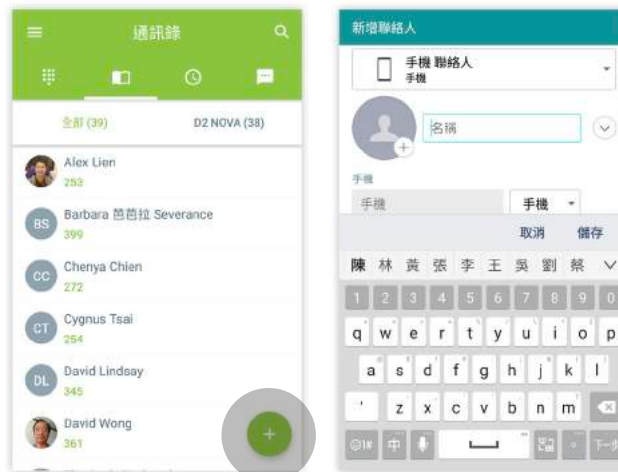 通訊錄
全部 (39)
D2 NOVA (38)
Alex Lien
253
BS
Barbara 芭芭拉 Severance
399
CC
Chenya Chien
272
CT
Cygnus Tsai
254
DL
David Lindsay
345
David Wong
361
新增聯絡人
手機 聯絡人
手機
名稱
手機
手機
手機
取消
儲存
陳 林 黃 張 李 王 吳 劉 蔡
1 2 3 4 5 6 7 8 9 0
q w e r t y u i o p
a s d f g h j k l
' z x c v b n m
中
下一步